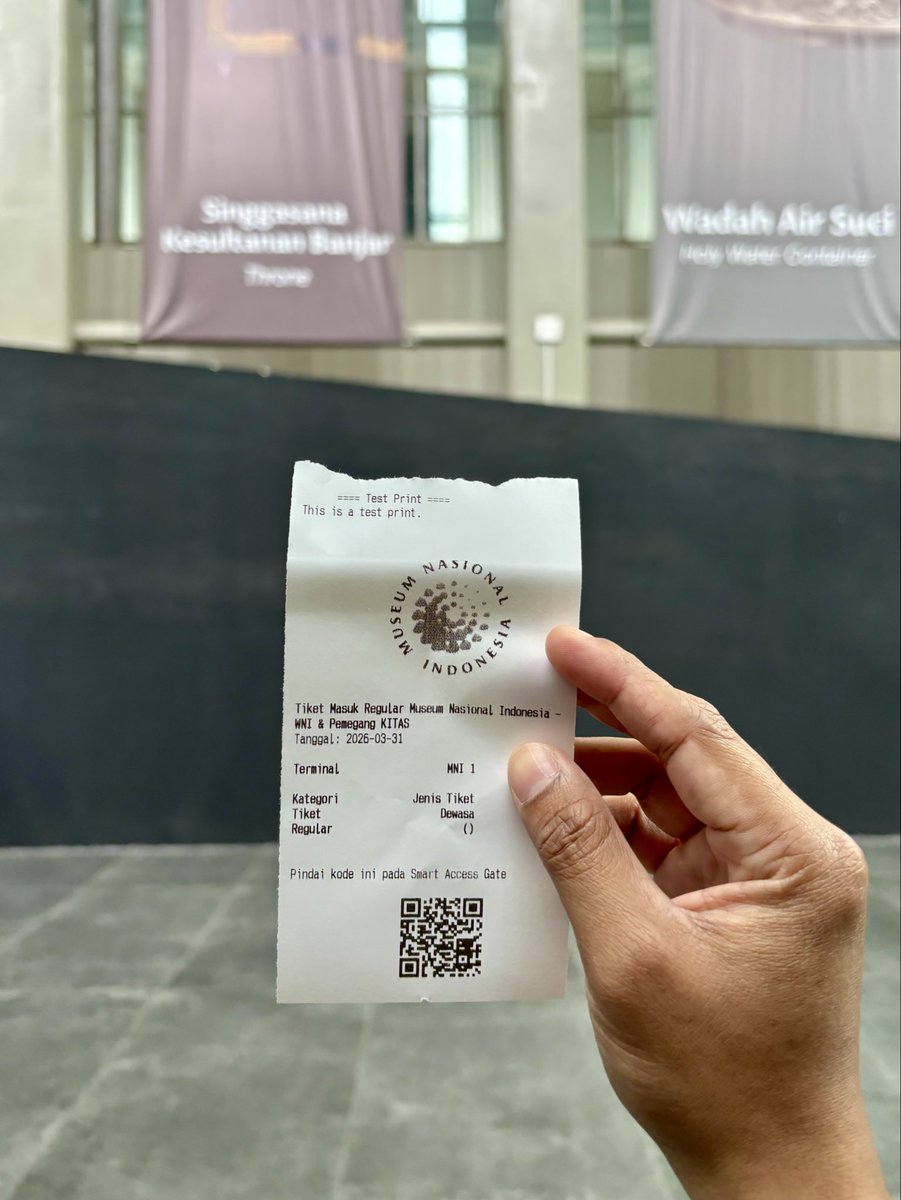 Singgasana
Kesultanan Banjar
Throne
Wadah Air Suci
Holy Water Container
==== Test Print ====
This is a test print.
MUSEUM NASIONAL INDONESIA
Tiket Masuk Regular Museum Nasional Indonesia -
WNI & Pemegang KITAS
Tanggal: 2026-03-31
Terminal MNI 1
Kategori Jenis Tiket
Tiket Dewasa
Regular ()
Pindai kode ini pada Smart Access Gate